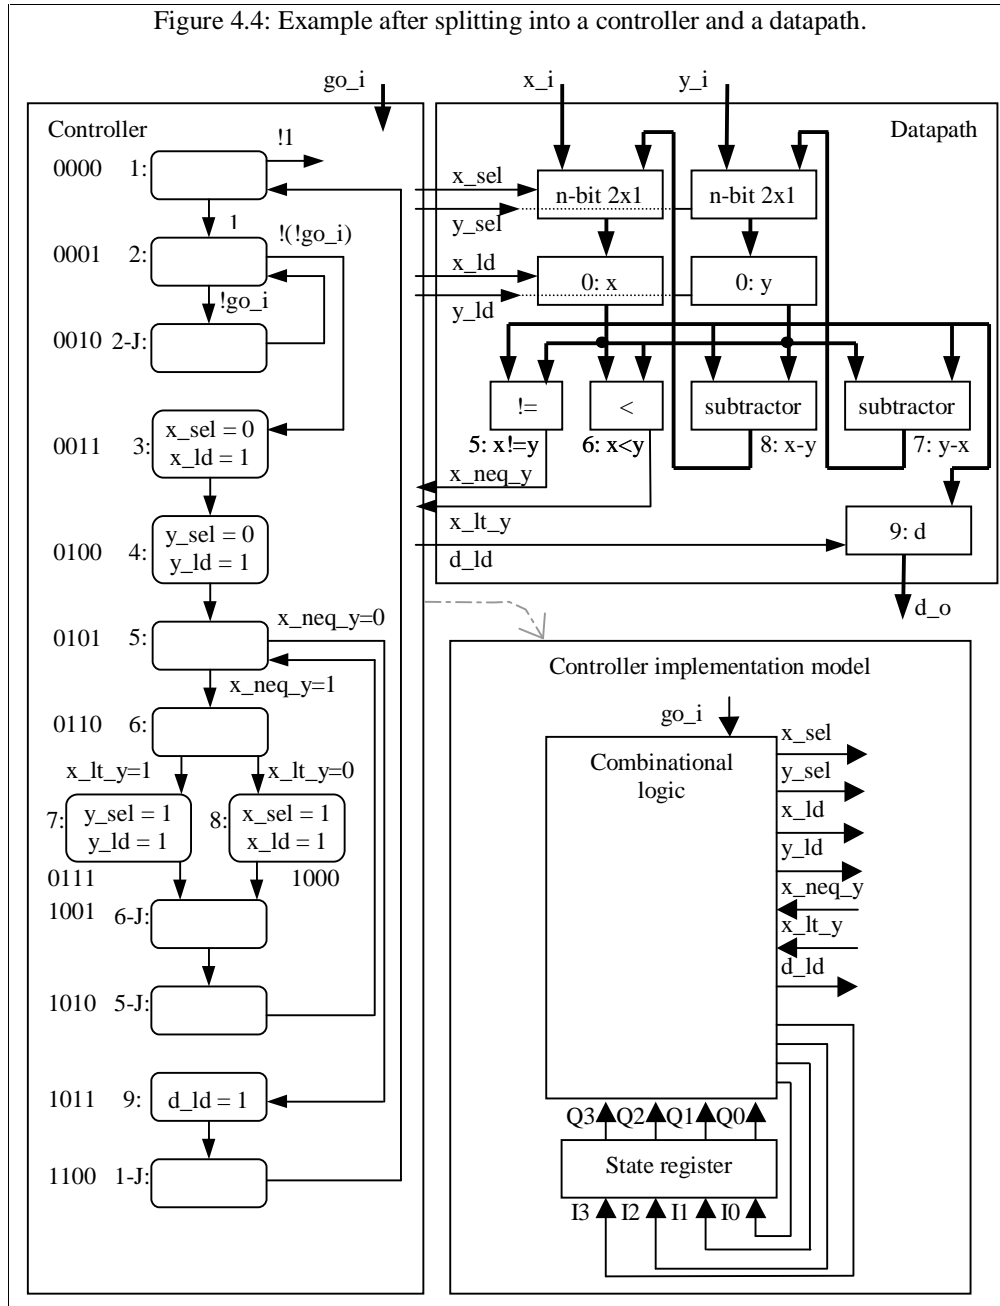 Figure 4.4: Example after splitting into a controller and a datapath.
go_i
x_i
y_i
Controller
!1
0000 1:
1
!(!go_i)
0001 2:
!go_i
0010 2-J:
0011 3:
x_sel = 0
x_ld = 1
0100 4:
y_sel = 0
y_ld = 1
0101 5:
x_neq_y=0
x_neq_y=1
0110 6:
x_lt_y=1
x_lt_y=0
7:
y_sel = 1
y_ld = 1
8:
x_sel = 1
x_ld = 1
0111
1000
1001 6-J:
1010 5-J:
1011 9:
d_ld = 1
1100 1-J:
Datapath
x_sel
n-bit 2x1
n-bit 2x1
y_sel
x_ld
0: x
0: y
y_ld
!=
<
subtractor
subtractor
5: x!=y
6: x<y
8: x-y
7: y-x
x_neq_y
x_lt_y
d_ld
9: d
d_o
Controller implementation model
go_i
Combinational
logic
x_sel
y_sel
x_ld
y_ld
x_neq_y
x_lt_y
d_ld
Q3 Q2 Q1 Q0
State register
I3 I2 I1 I0